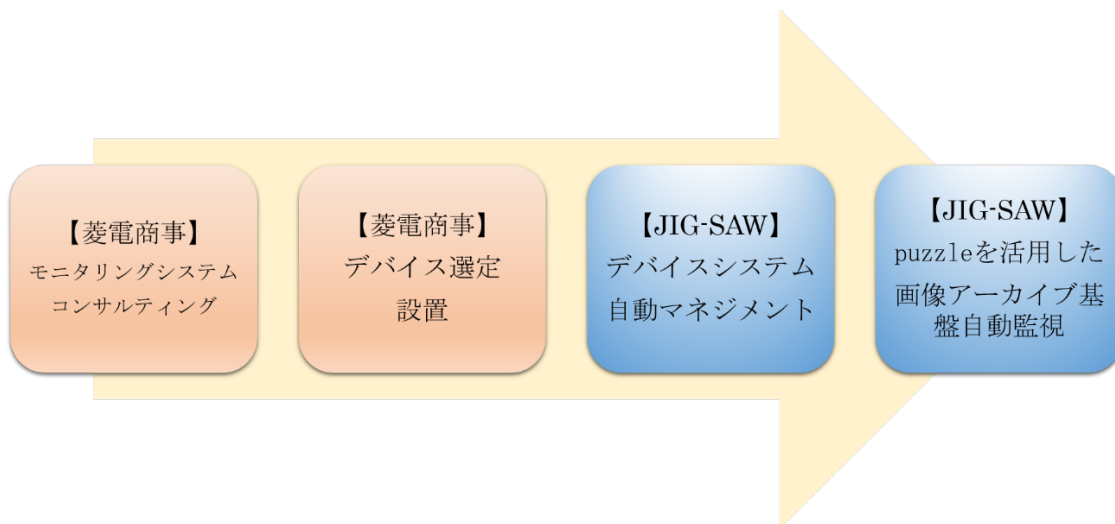 【菱電商事】
モニタリングシステム
コンサルティング
【菱電商事】
デバイス選定
設置
【JIG-SAW】
デバイスシステム
自動マネジメント
【JIG-SAW】
puzzleを活用した
画像アーカイブ基
盤自動監視